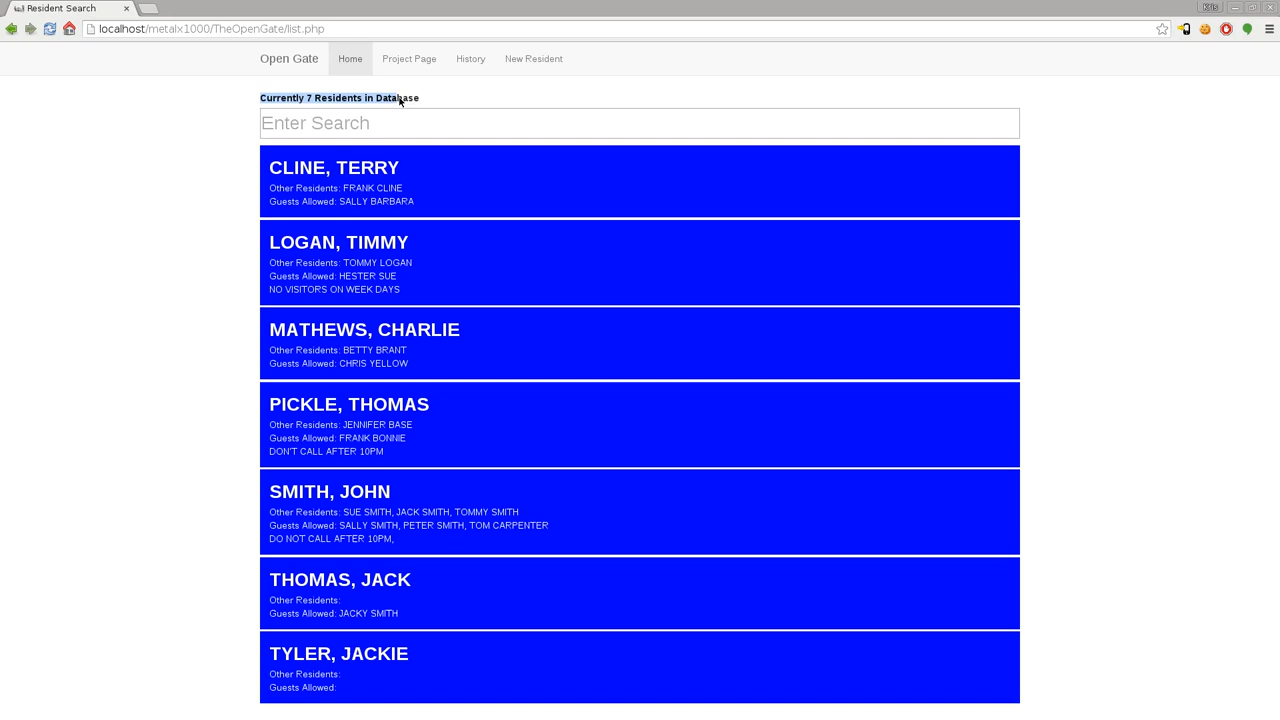 Resident Search
Kris
localhost/metalx1000/TheOpenGate/list.php
Open Gate Home Project Page History New Resident
Currently 7 Residents in Database
Enter Search
CLINE, TERRY
Other Residents: FRANK CLINE
Guests Allowed: SALLY BARBARA
LOGAN, TIMMY
Other Residents: TOMMY LOGAN
Guests Allowed: HESTER SUE
NO VISITORS ON WEEK DAYS
MATHEWS, CHARLIE
Other Residents: BETTY BRANT
Guests Allowed: CHRIS YELLOW
PICKLE, THOMAS
Other Residents: JENNIFER BASE
Guests Allowed: FRANK BONNIE
DON'T CALL AFTER 10PM
SMITH, JOHN
Other Residents: SUE SMITH, JACK SMITH, TOMMY SMITH
Guests Allowed: SALLY SMITH, PETER SMITH, TOM CARPENTER
DO NOT CALL AFTER 10PM,
THOMAS, JACK
Other Residents:
Guests Allowed: JACKY SMITH
TYLER, JACKIE
Other Residents:
Guests Allowed: